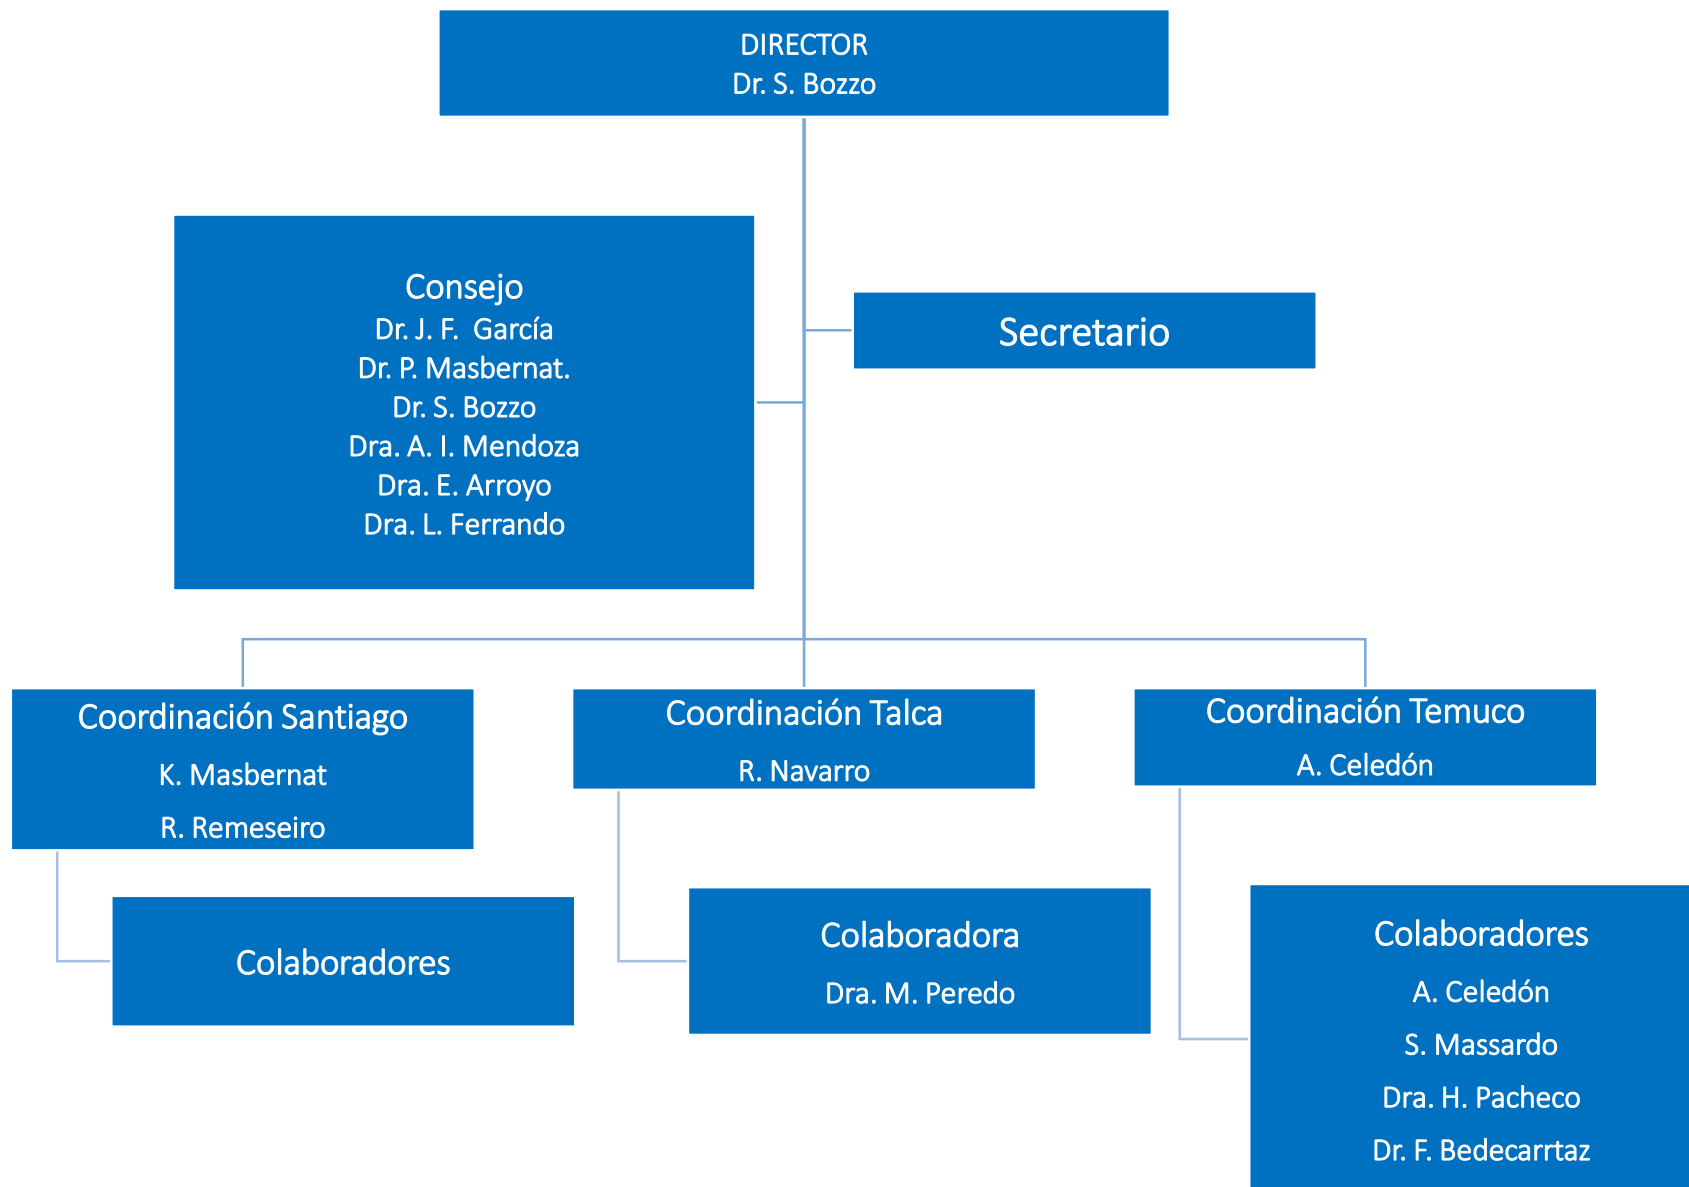 DIRECTOR
Dr. S. Bozzo
Consejo
Dr. J. F. García
Dr. P. Masbernat.
Dr. S. Bozzo
Dra. A. I. Mendoza
Dra. E. Arroyo
Dra. L. Ferrando
Secretario
Coordinación Santiago
K. Masbernat
R. Remeseiro
Coordinación Talca
R. Navarro
Coordinación Temuco
A. Celedón
Colaboradores
Colaboradora
Dra. M. Peredo
Colaboradores
A. Celedón
S. Massardo
Dra. H. Pacheco
Dr. F. Bedecarrtaz